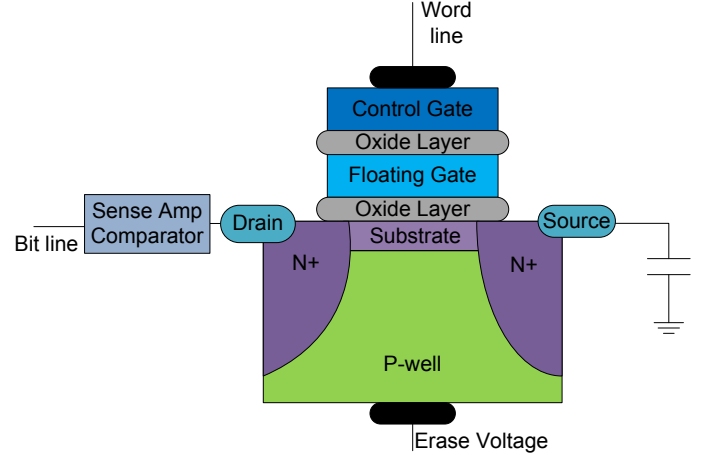 Word
line
Control Gate
Oxide Layer
Floating Gate
Oxide Layer
Sense Amp
Comparator
Bit line
Drain
Substrate
Source
N+
N+
P-well
Erase Voltage